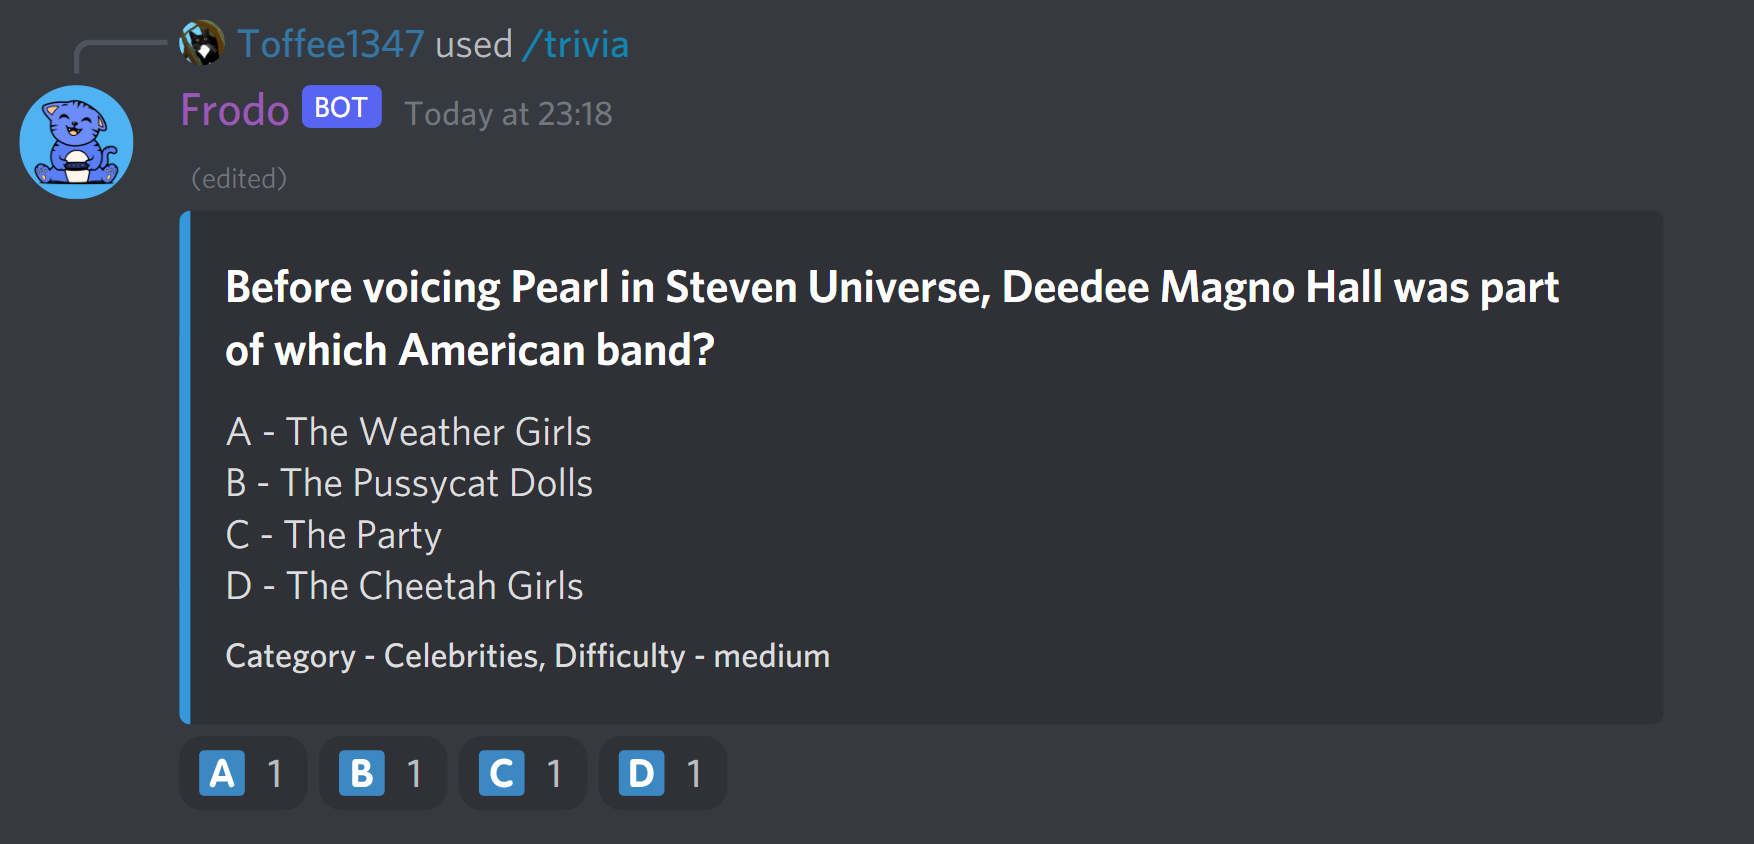 Toffee1347 used /trivia
Frodo BOT Today at 23:18
(edited)
Before voicing Pearl in Steven Universe, Deedee Magno Hall was part
of which American band?
A - The Weather Girls
B - The Pussycat Dolls
C - The Party
D - The Cheetah Girls
Category - Celebrities, Difficulty - medium
A 1 B 1 C 1 D 1